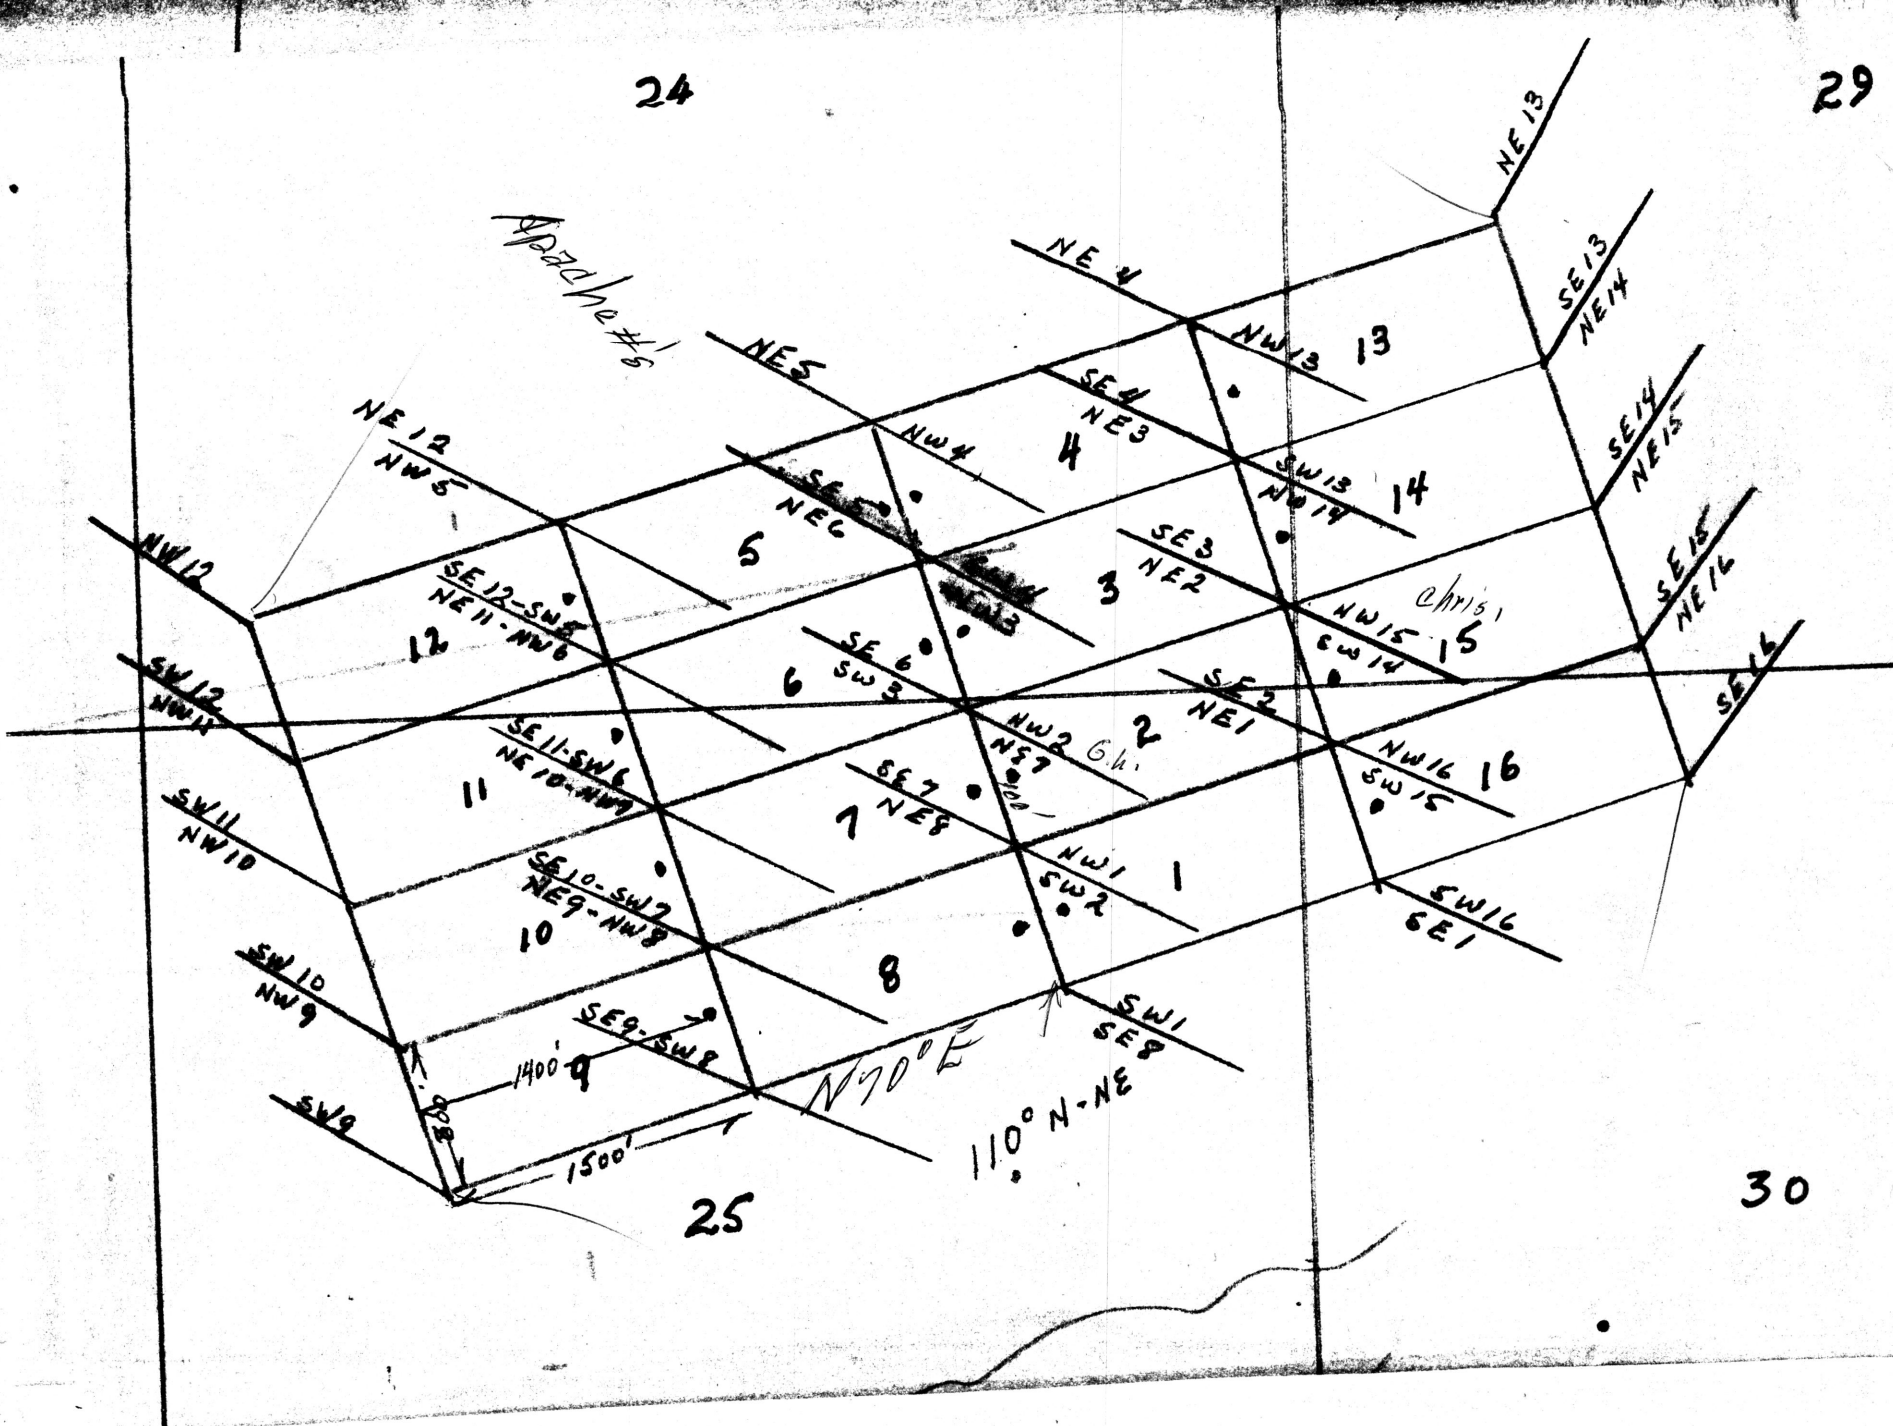 24
29
NE 13
Apache #'s
SE 13
NE 14
NE 4
NW 13
13
NE 5
SE 4
NE 3
SE 14
NE 15
NE 12
NW 5
NW 4
4
SE 5
NE 6
SW 13
NW 14
14
5
SE 3
NE 2
SE 15
NE 16
NW 12
SE 12-SW 5
NE 11-NW 6
12
3
Chris,
NW 15
SW 14
15
SE 6
SW 3
6
SE 16
SW 12
NW 11
SE 2
NE 1
2
NW 2
NE 7
G.h.
SE 11-SW 6
NE 10-NW 7
11
NW 16
SW 15
16
SE 7
NE 8
7
100
SW 11
NW 10
SE 10-SW 7
NE 9-NW 8
10
NW 1
SW 2
1
SW 16
SE 1
SW 10
NW 9
8
SE 9-SW 8
SW 1
SE 8
1400'
9
N70°E
SW 9
600
1500'
110° N-NE
25
30